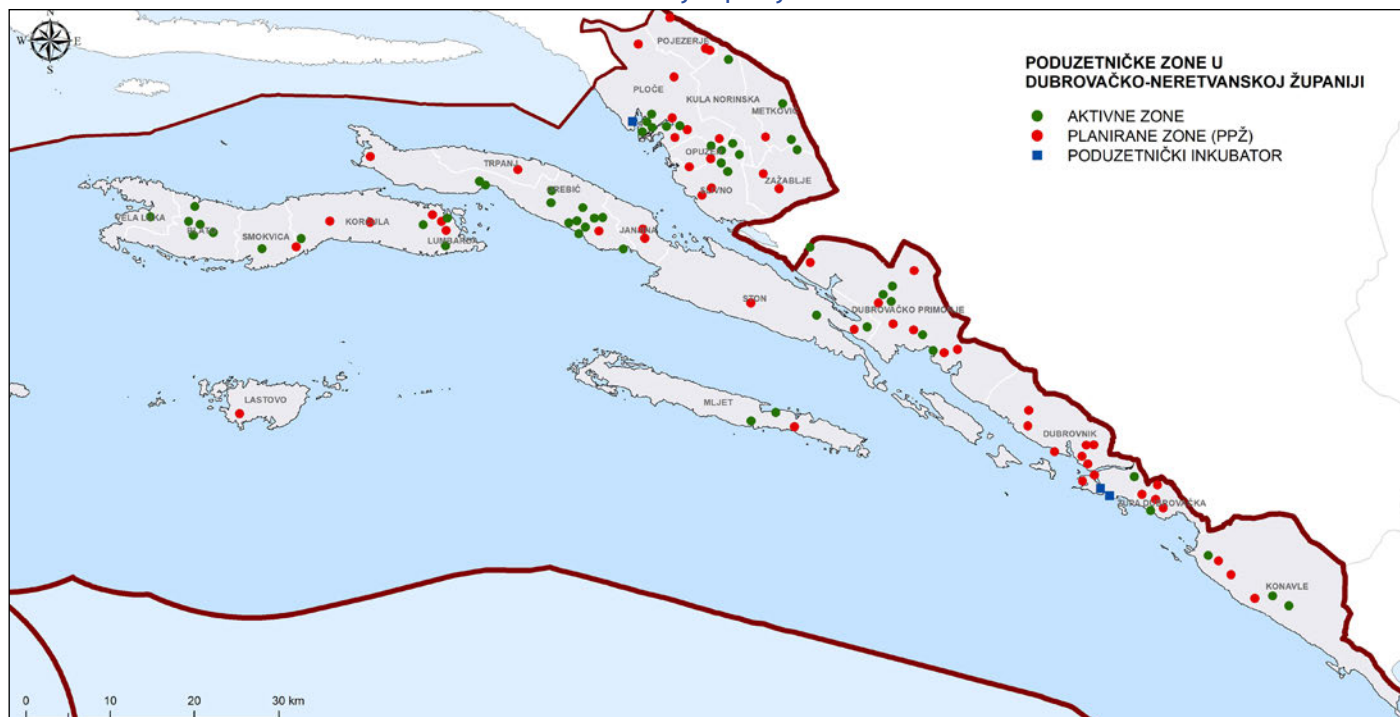 N
W E
S
PODUZETNIČKE ZONE U
DUBROVAČKO-NERETVANSKOJ ŽUPANIJI
AKTIVNE ZONE
PLANIRANE ZONE (PPŽ)
PODUZETNIČKI INKUBATOR
POJEZERJE
PLOČE
KULA NORINSKA
METKOVIĆ
OPUZEN
ZAŽABLJE
SLIVNO
TRPANJ
OREBIĆ
JANJINA
VELA LUKA
BLATO
SMOKVICA
KORČULA
LUMBARDA
STON
DUBROVAČKO PRIMORJE
LASTOVO
MLJET
DUBROVNIK
ŽUPA DUBROVAČKA
KONAVLE
0 10 20 30 km